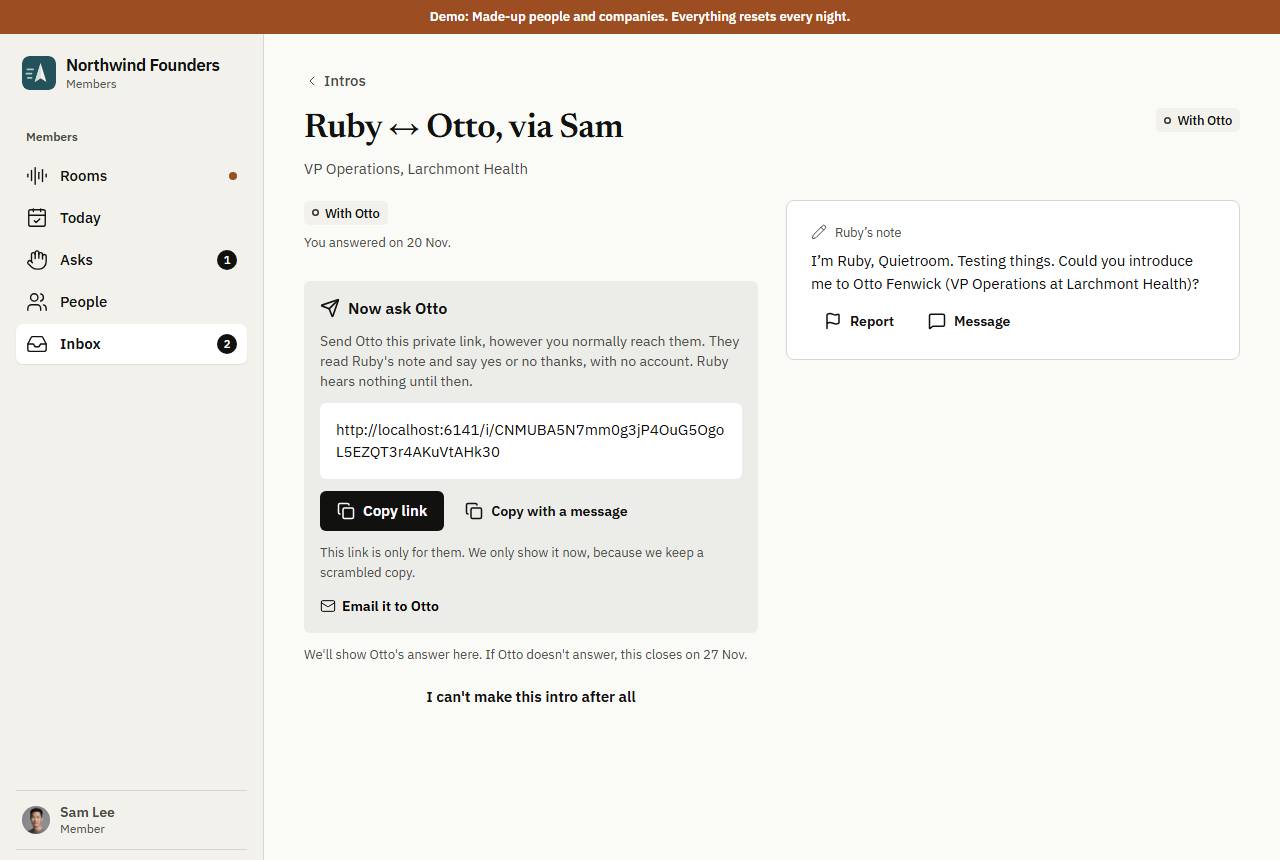 Demo: Made-up people and companies. Everything resets every night.
Northwind Founders
Members
Members
Rooms
Today
Asks
1
People
Inbox
2
Sam Lee
Member
Intros
Ruby ↔ Otto, via Sam
With Otto
VP Operations, Larchmont Health
With Otto
You answered on 20 Nov.
Now ask Otto
Send Otto this private link, however you normally reach them. They
read Ruby's note and say yes or no thanks, with no account. Ruby
hears nothing until then.
http://localhost:6141/i/CNMUBA5N7mm0g3jP4OuG5Ogo
L5EZQT3r4AKuVtAHk30
Copy link
Copy with a message
This link is only for them. We only show it now, because we keep a
scrambled copy.
Email it to Otto
We'll show Otto's answer here. If Otto doesn't answer, this closes on 27 Nov.
I can't make this intro after all
Ruby’s note
I’m Ruby, Quietroom. Testing things. Could you introduce
me to Otto Fenwick (VP Operations at Larchmont Health)?
Report
Message